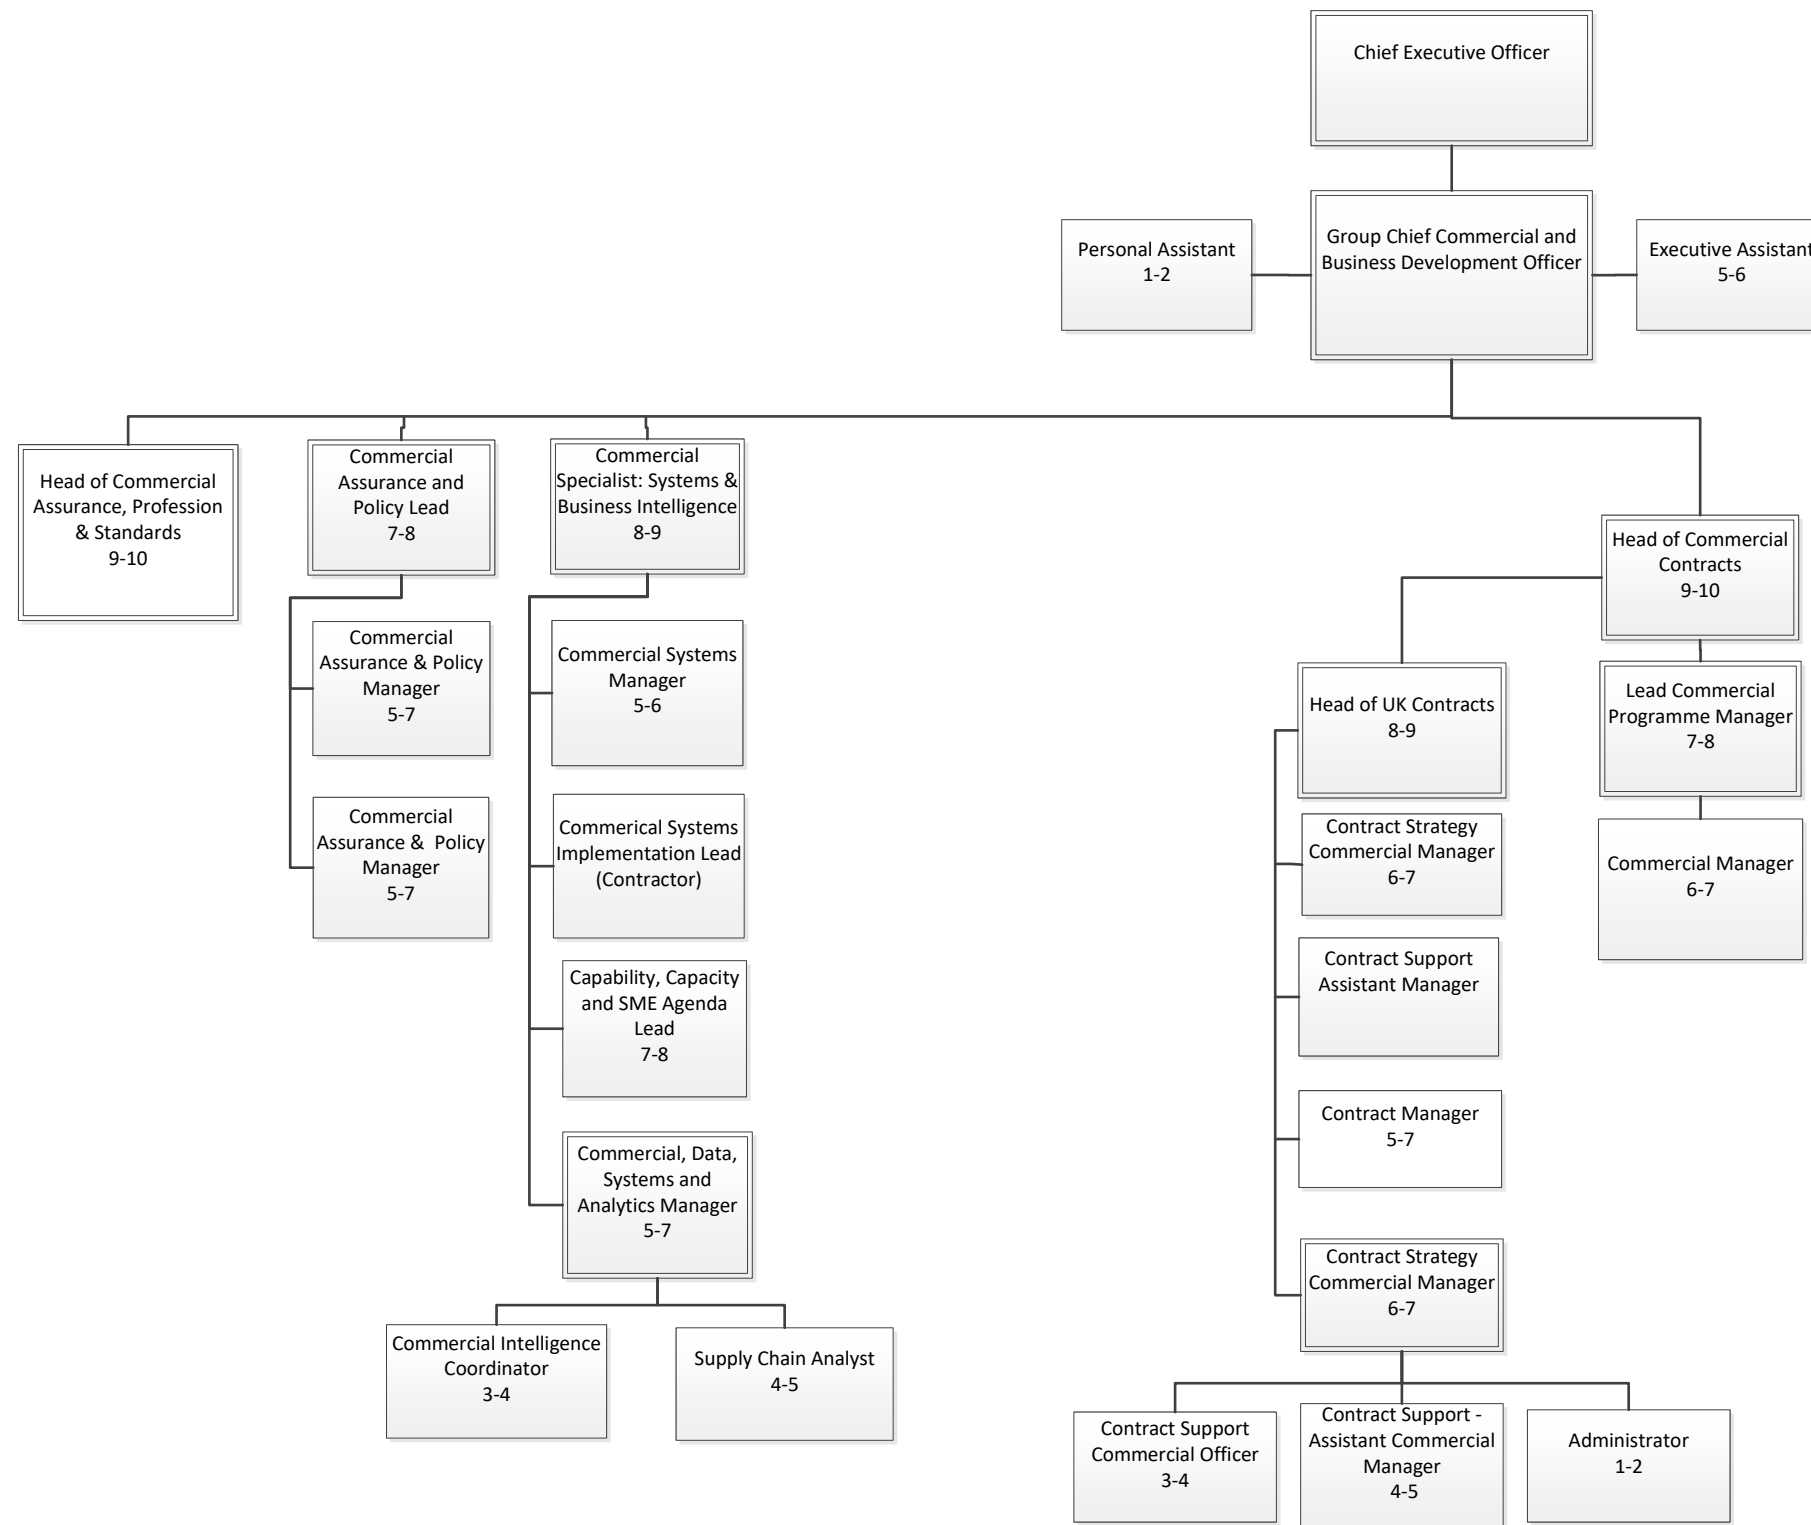 Chief Executive Officer
Personal Assistant
1-2
Group Chief Commercial and
Business Development Officer
Executive Assistant
5-6
Head of Commercial
Assurance, Profession
& Standards
9-10
Commercial
Assurance and
Policy Lead
7-8
Commercial
Specialist: Systems &
Business Intelligence
8-9
Head of Commercial
Contracts
9-10
Commercial
Assurance & Policy
Manager
5-7
Commercial
Assurance &  Policy
Manager
5-7
Commercial Systems
Manager
5-6
Commerical Systems
Implementation Lead
(Contractor)
Capability, Capacity
and SME Agenda
Lead
7-8
Commercial, Data,
Systems and
Analytics Manager
5-7
Commercial Intelligence
Coordinator
3-4
Supply Chain Analyst
4-5
Head of UK Contracts
8-9
Lead Commercial
Programme Manager
7-8
Commercial Manager
6-7
Contract Strategy
Commercial Manager
6-7
Contract Support
Assistant Manager
Contract Manager
5-7
Contract Strategy
Commercial Manager
6-7
Contract Support
Commercial Officer
3-4
Contract Support -
Assistant Commercial
Manager
4-5
Administrator
1-2